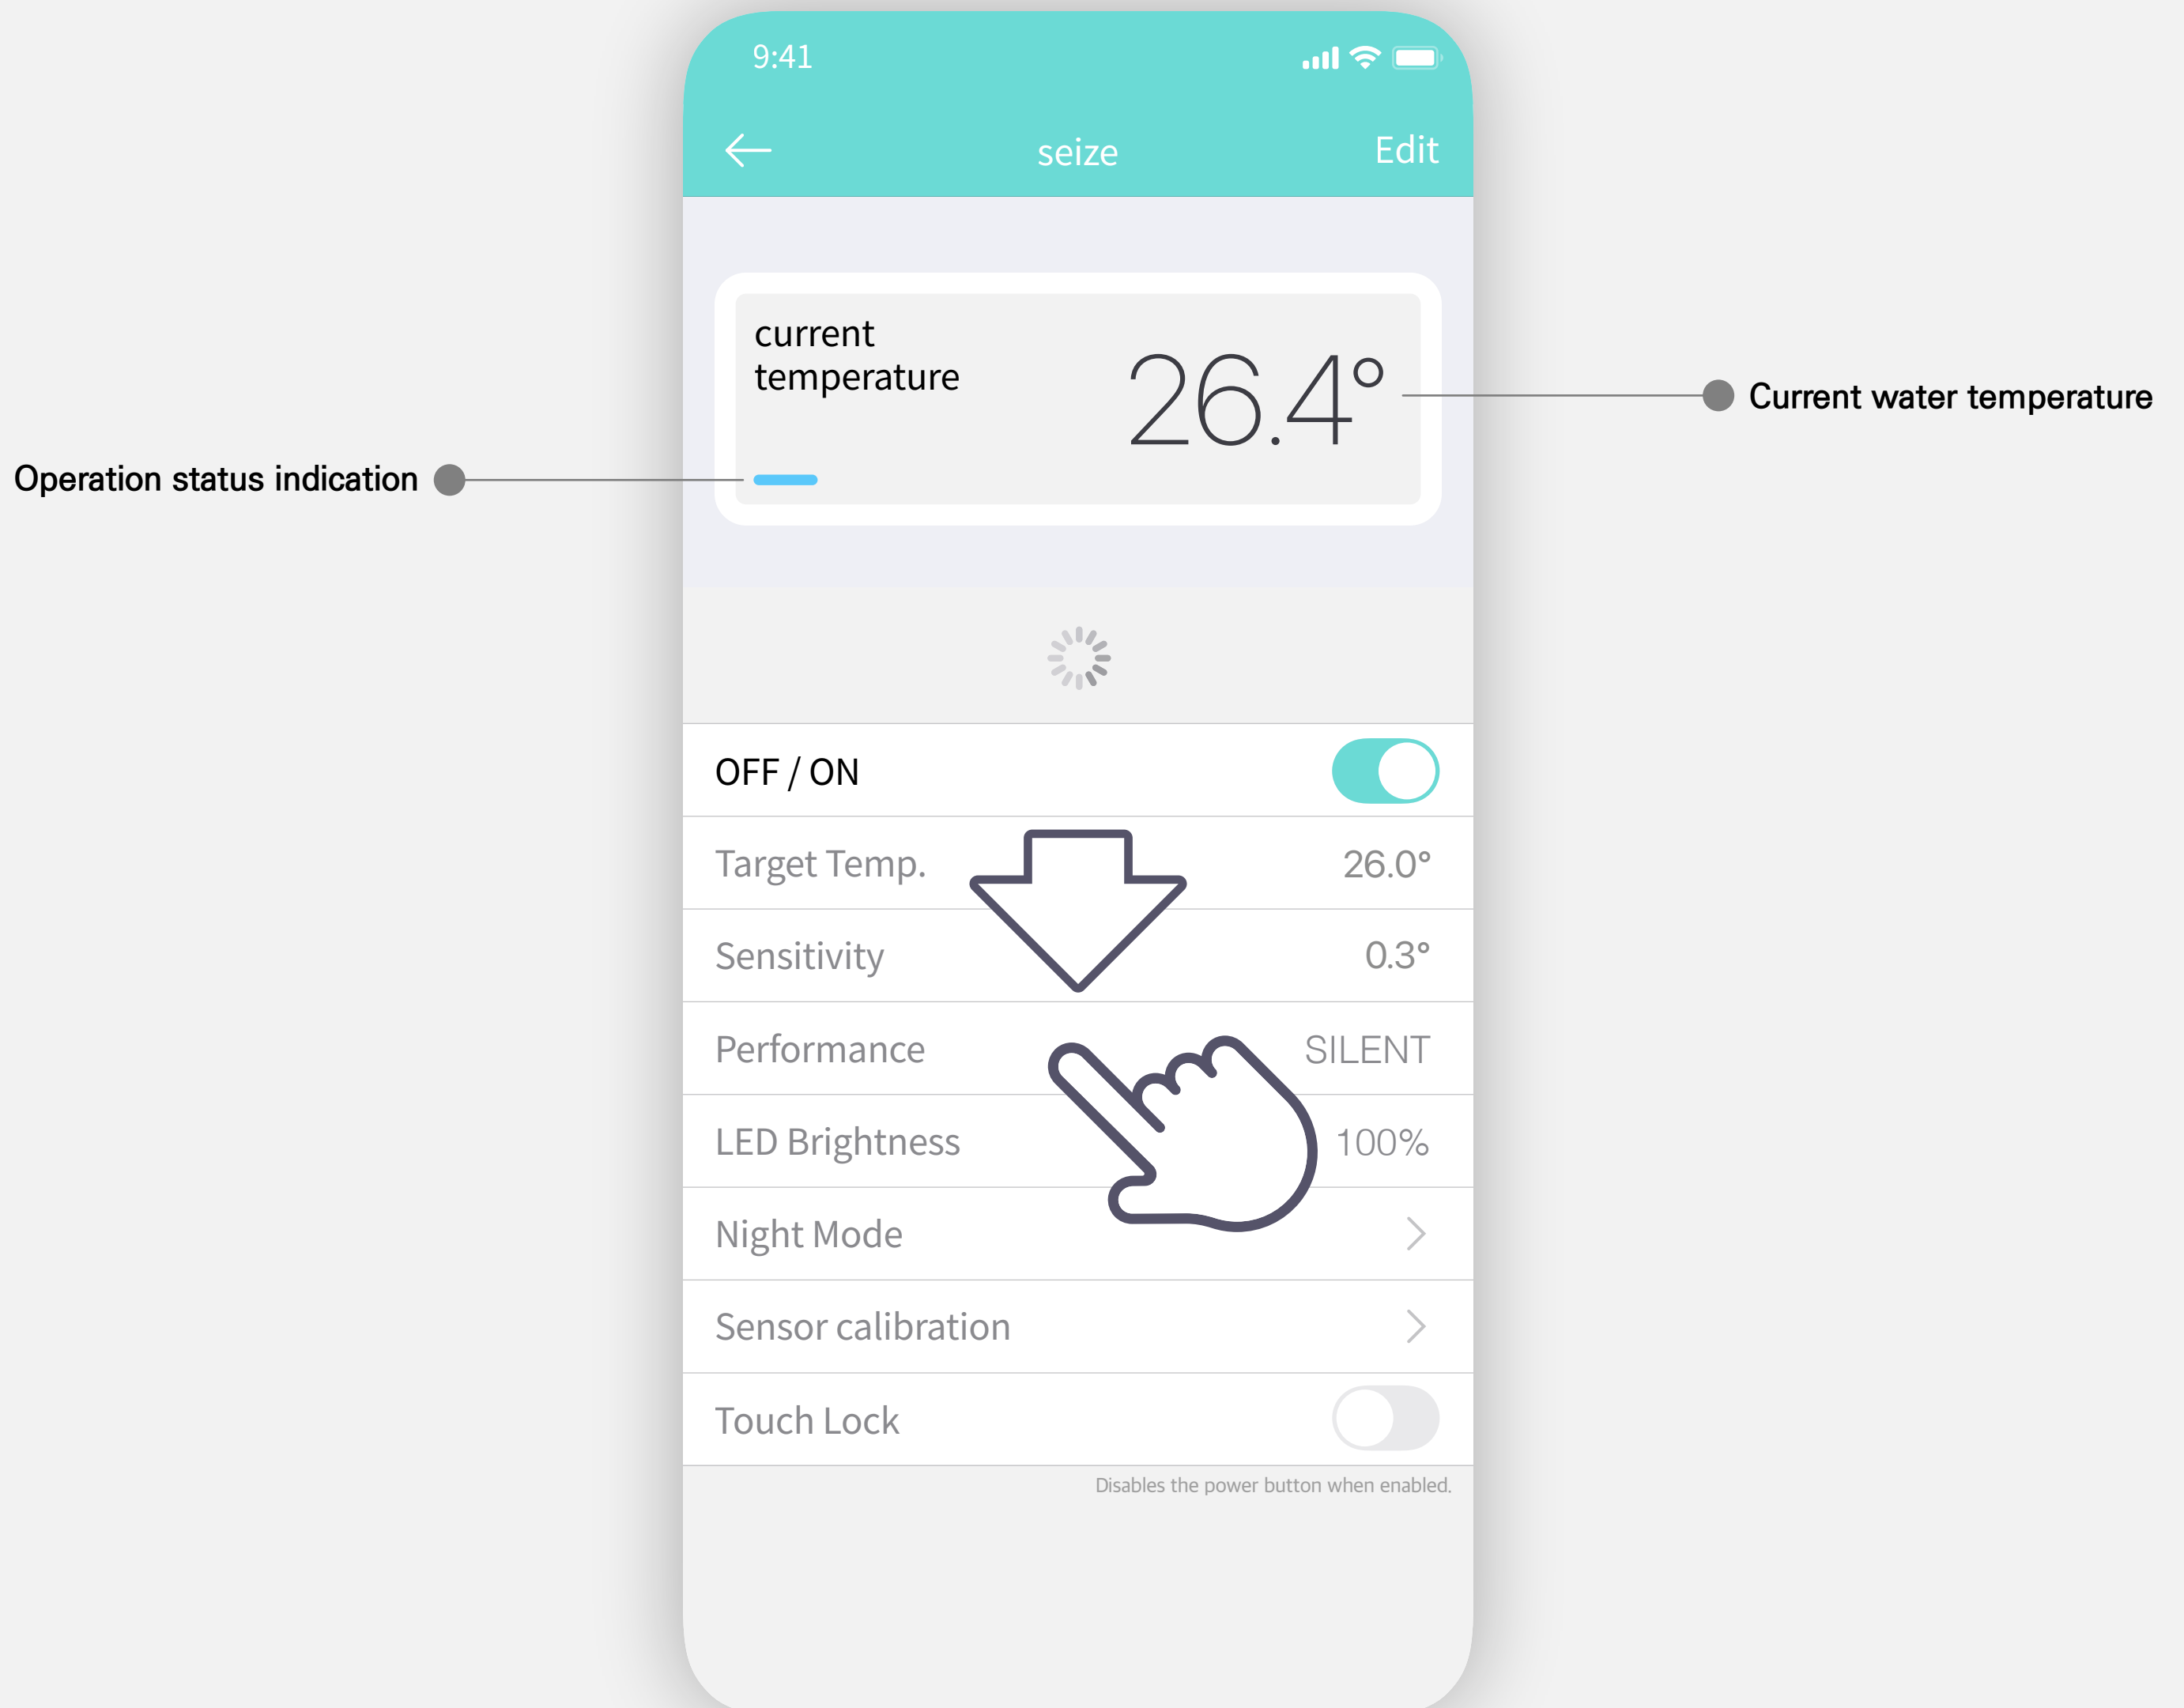 9:41
seize
Edit
current
temperature
26.4°
Current water temperature
Operation status indication
OFF / ON
Target Temp.
26.0°
Sensitivity
0.3°
Performance
SILENT
LED Brightness
100%
Night Mode
Sensor calibration
Touch Lock
Disables the power button when enabled.